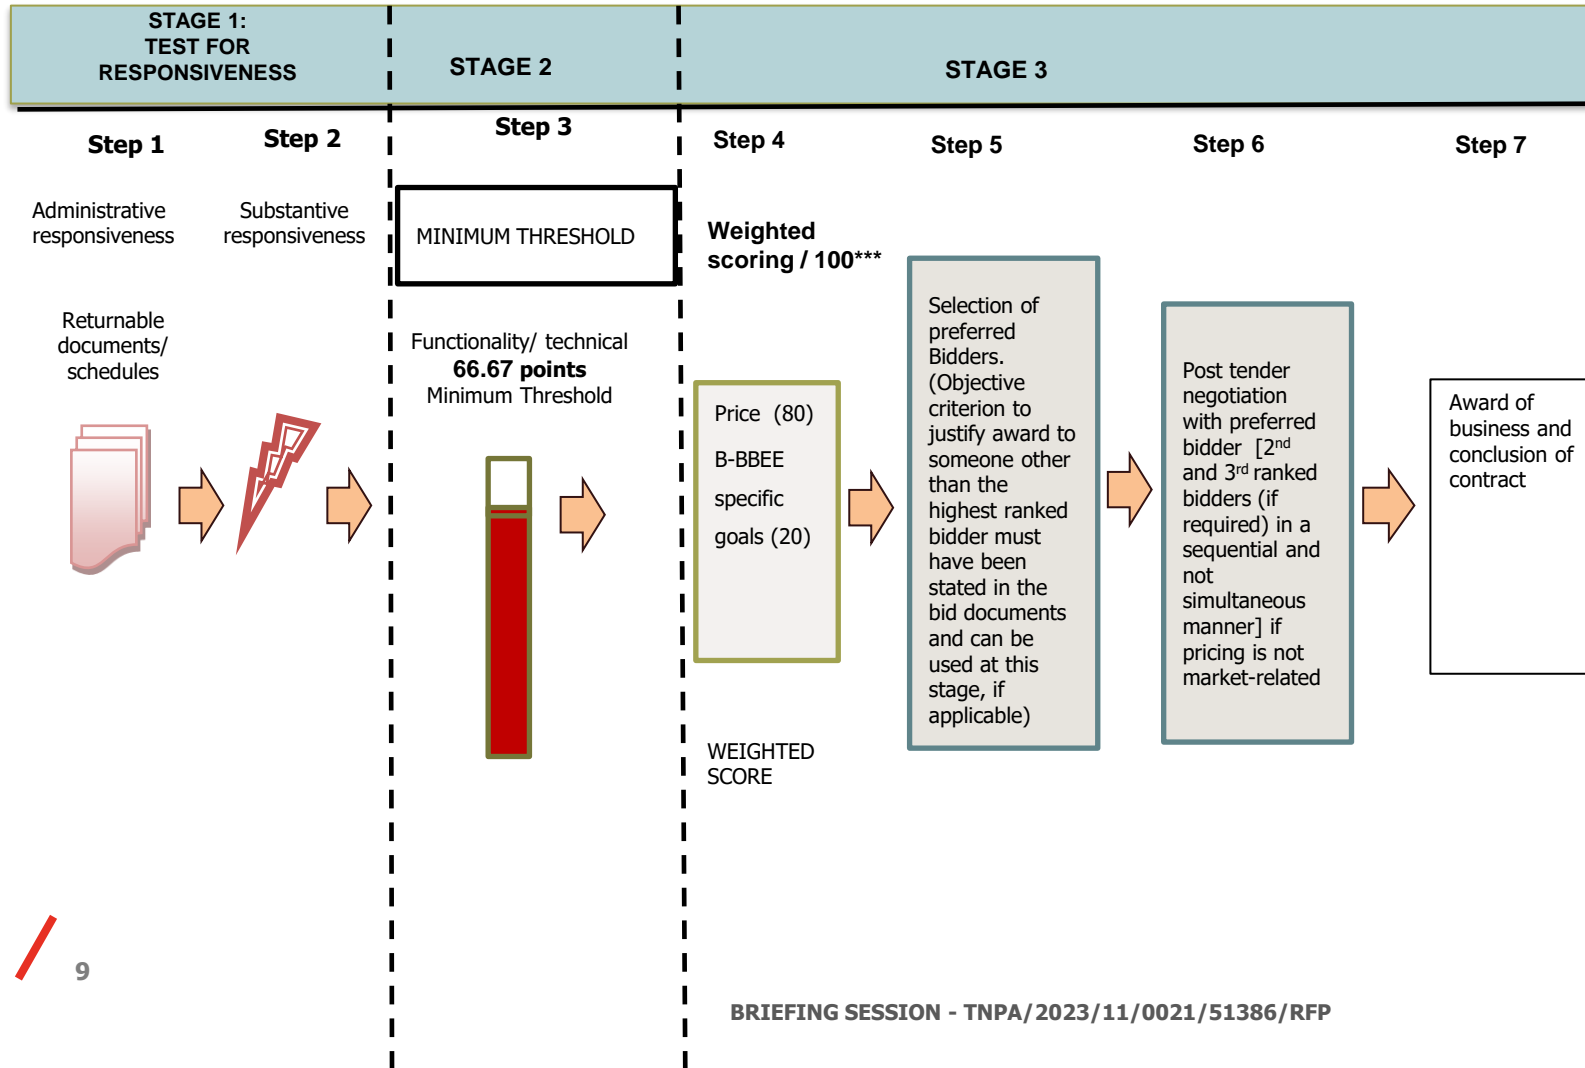 STAGE 1:
TEST FOR
RESPONSIVENESS
STAGE 2
STAGE 3
Step 1
Step 2
Step 3
Step 4
Step 5
Step 6
Step 7
Administrative
responsiveness
Substantive
responsiveness
MINIMUM THRESHOLD
Weighted
scoring / 100***
Returnable
documents/
schedules
Functionality/ technical
66.67 points
Minimum Threshold
Price (80)
B-BBEE
specific
goals (20)
WEIGHTED
SCORE
Selection of
preferred
Bidders.
(Objective
criterion to
justify award to
someone other
than the
highest ranked
bidder must
have been
stated in the
bid documents
and can be
used at this
stage, if
applicable)
Post tender
negotiation
with preferred
bidder [2nd
and 3rd ranked
bidders (if
required) in a
sequential and
not
simultaneous
manner] if
pricing is not
market-related
Award of
business and
conclusion of
contract
9
BRIEFING SESSION - TNPA/2023/11/0021/51386/RFP